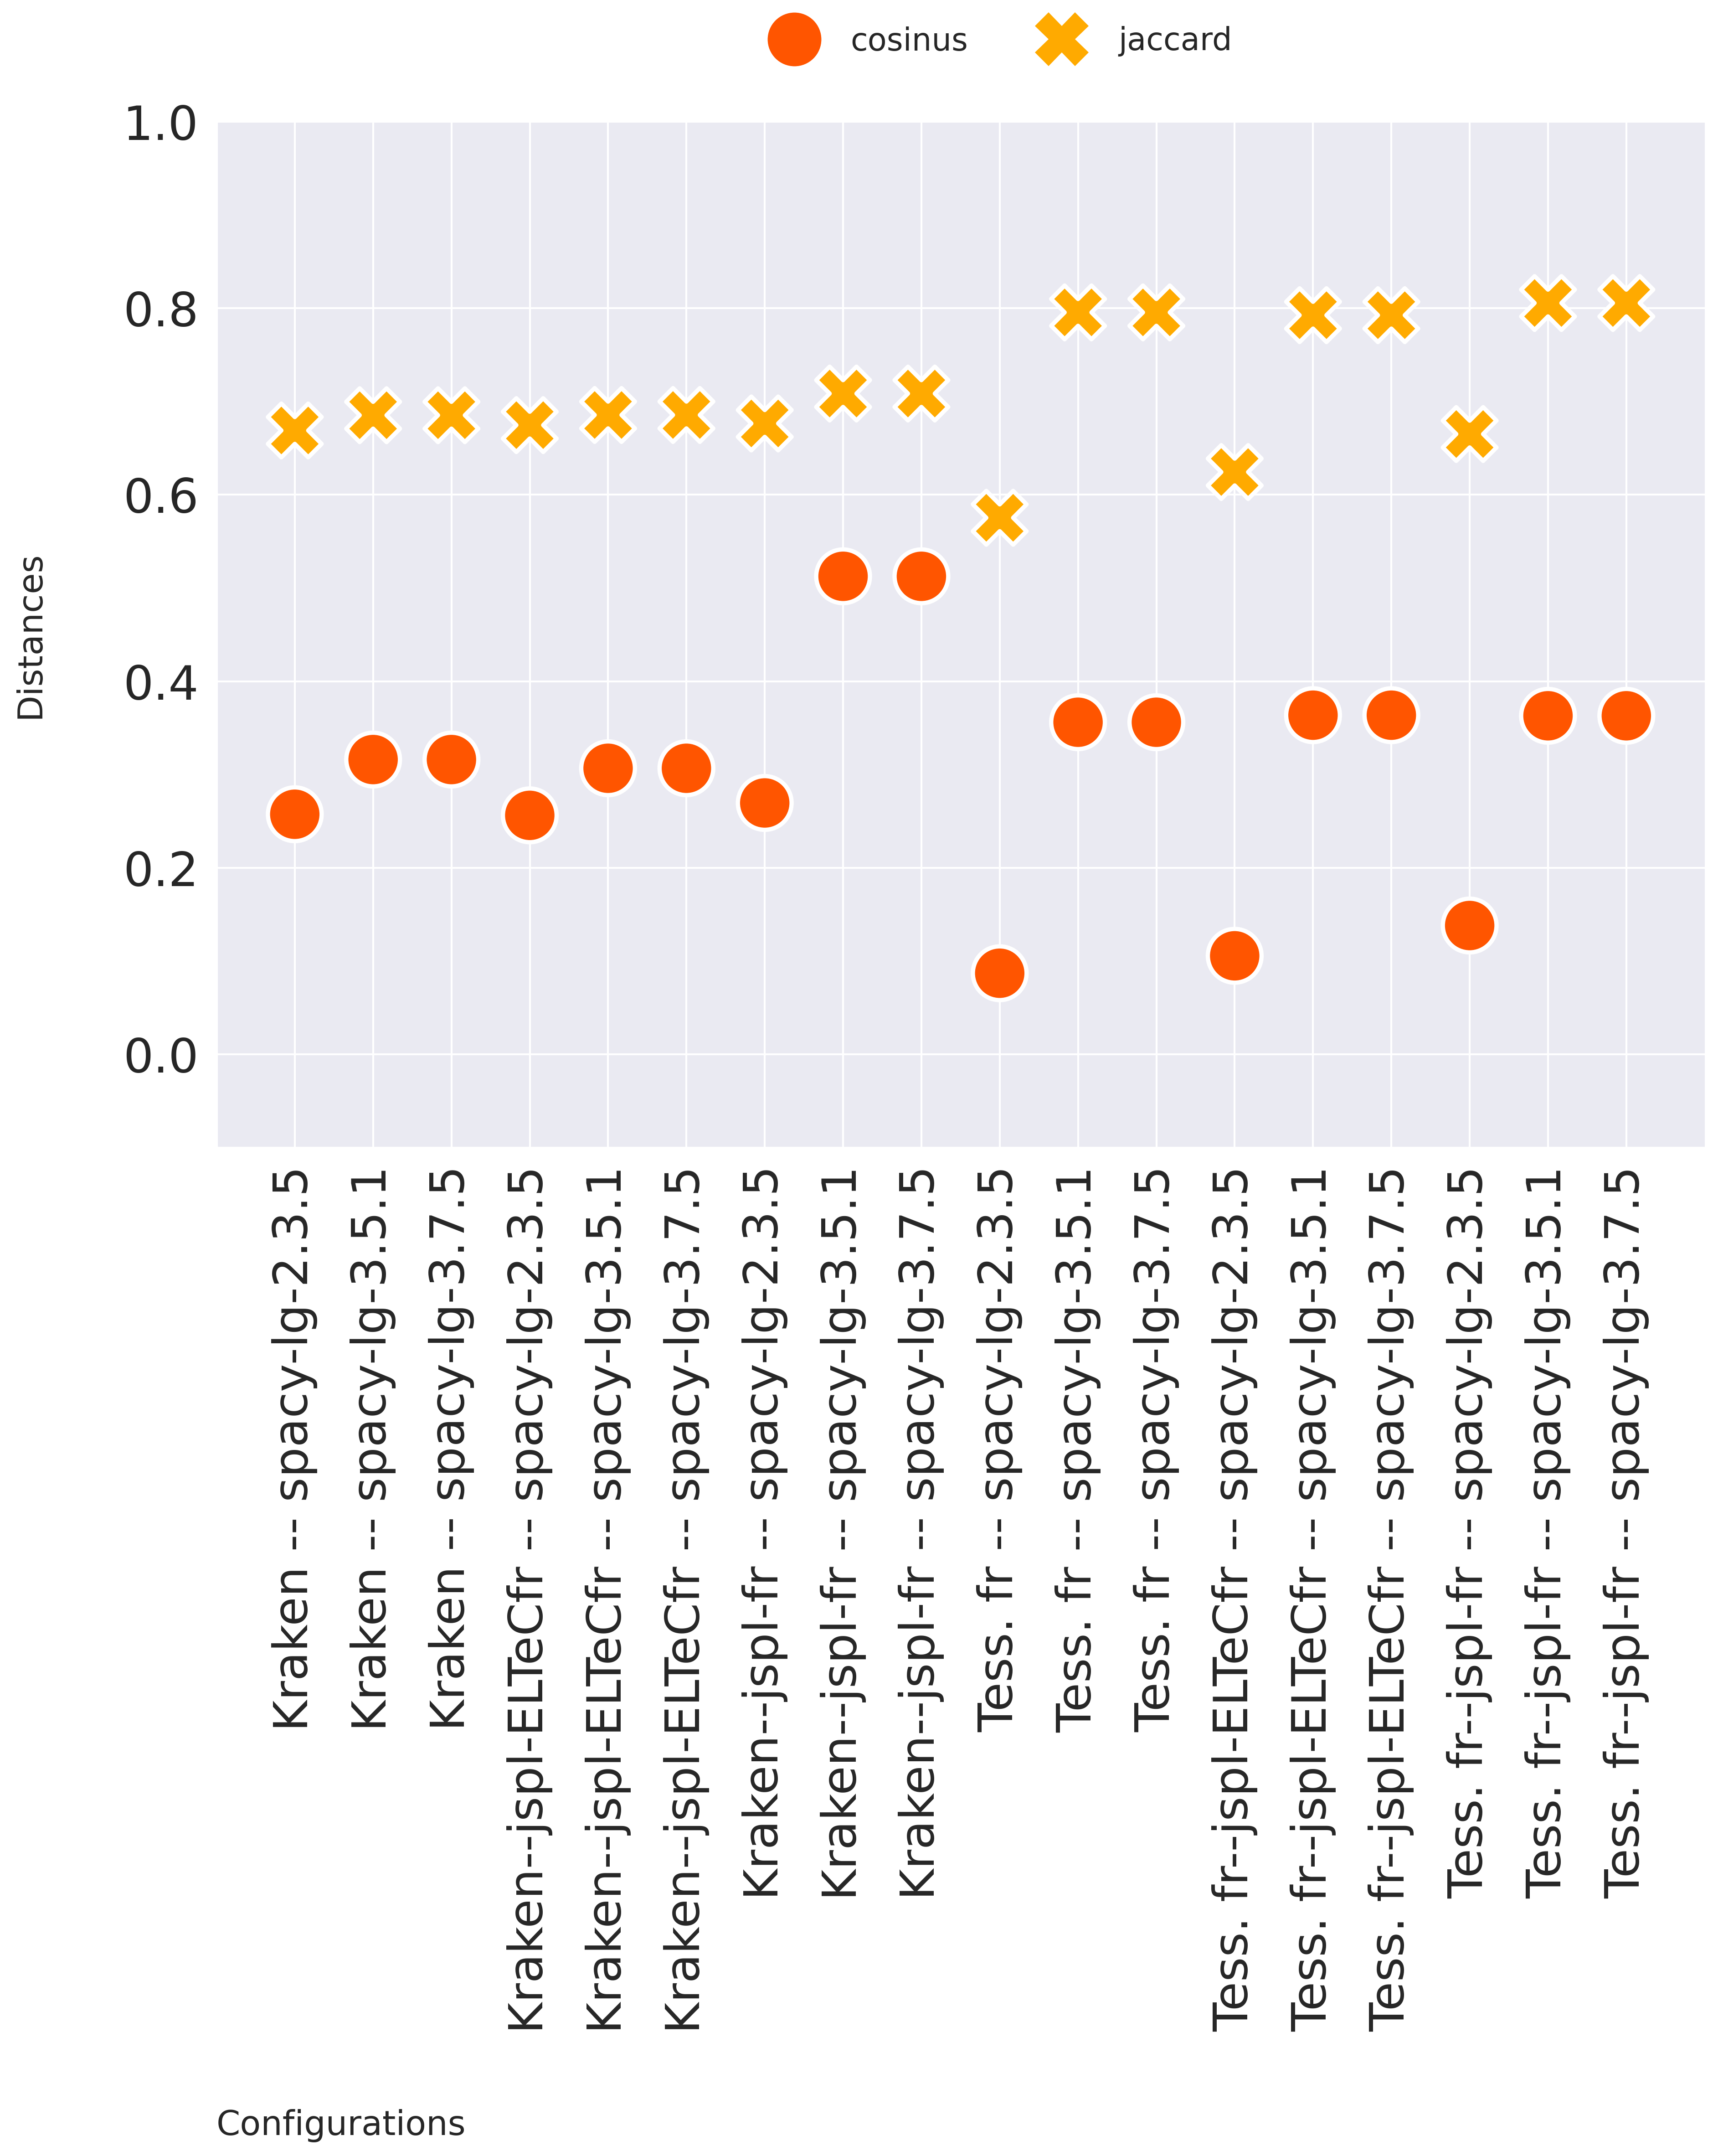 cosinus
jaccard
1.0
0.8
0.6
0.4
0.2
0.0
Distances
Kraken -- spacy-lg-2.3.5
Kraken -- spacy-lg-3.5.1
Kraken -- spacy-lg-3.7.5
Kraken--jspl-ELTeCfr -- spacy-lg-2.3.5
Kraken--jspl-ELTeCfr -- spacy-lg-3.5.1
Kraken--jspl-ELTeCfr -- spacy-lg-3.7.5
Kraken--jspl-fr -- spacy-lg-2.3.5
Kraken--jspl-fr -- spacy-lg-3.5.1
Kraken--jspl-fr -- spacy-lg-3.7.5
Tess. fr -- spacy-lg-2.3.5
Tess. fr -- spacy-lg-3.5.1
Tess. fr -- spacy-lg-3.7.5
Tess. fr--jspl-ELTeCfr -- spacy-lg-2.3.5
Tess. fr--jspl-ELTeCfr -- spacy-lg-3.5.1
Tess. fr--jspl-ELTeCfr -- spacy-lg-3.7.5
Tess. fr--jspl-fr -- spacy-lg-2.3.5
Tess. fr--jspl-fr -- spacy-lg-3.5.1
Tess. fr--jspl-fr -- spacy-lg-3.7.5
Configurations